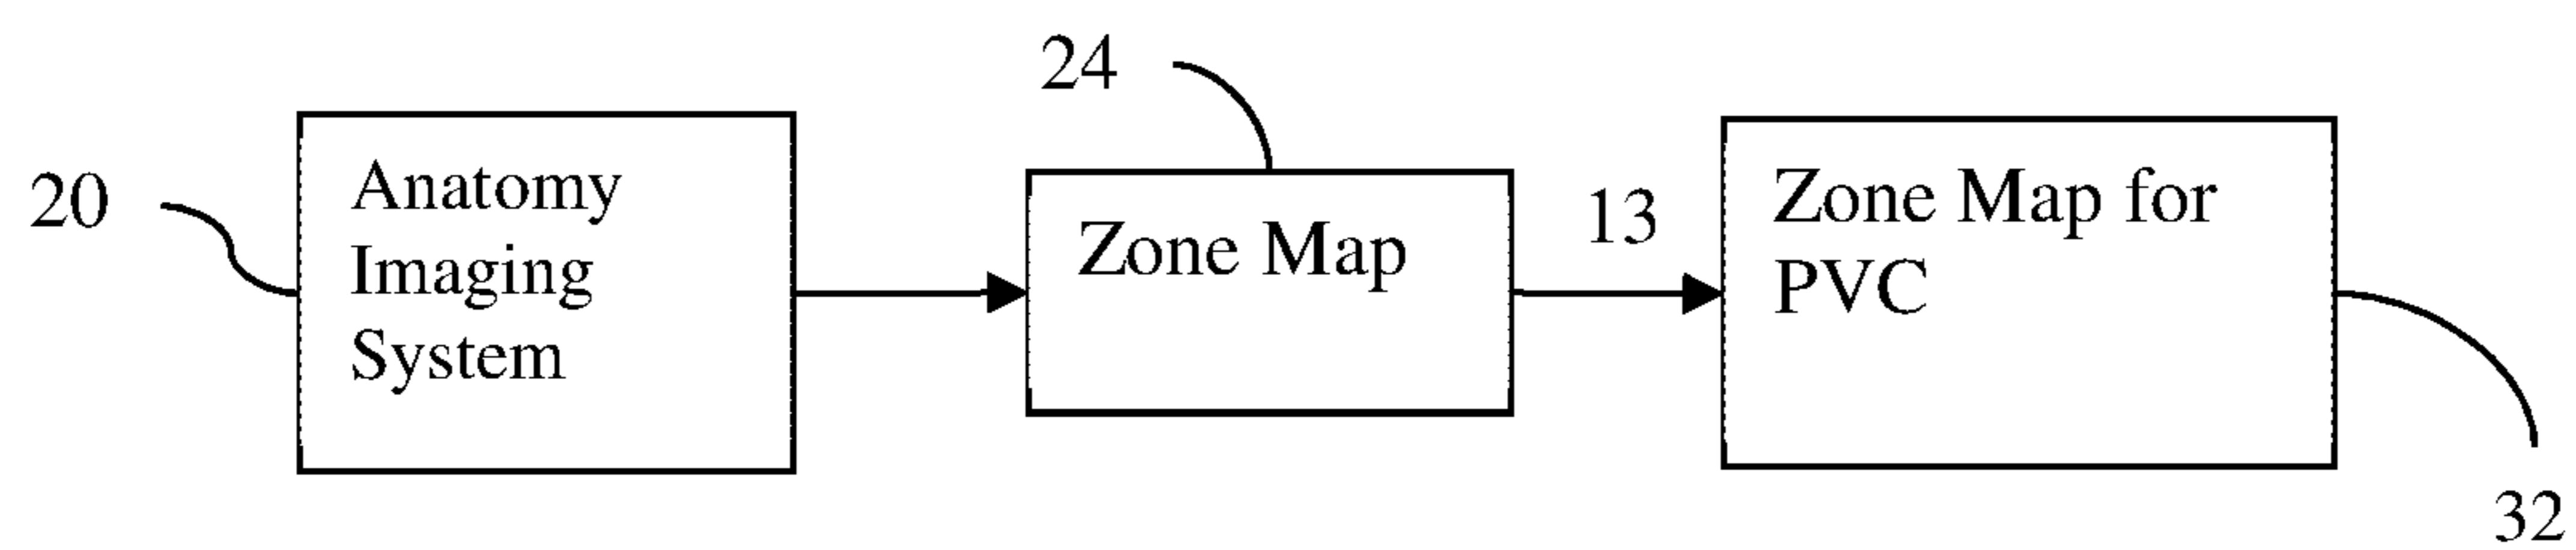 24
20
Anatomy
Imaging
System
Zone Map
13
Zone Map for
PVC
32